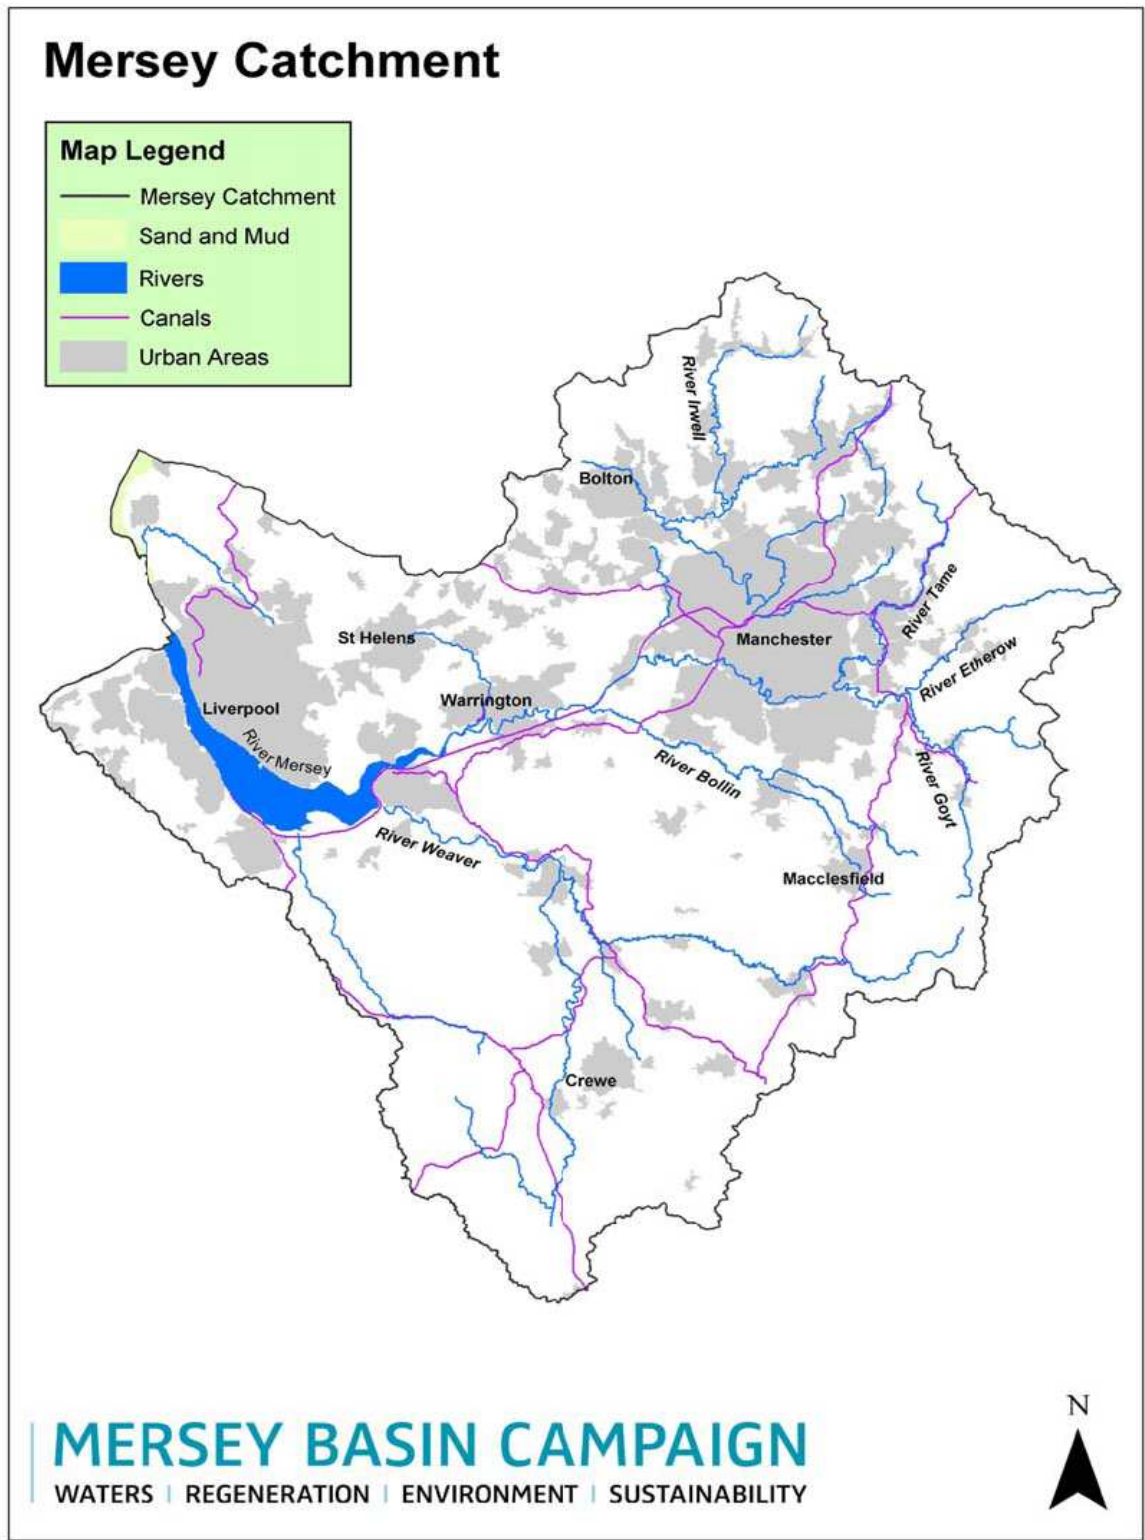 Mersey Catchment
Map Legend
Mersey Catchment
Sand and Mud
Rivers
Canals
Urban Areas
River Irwell
Bolton
River Tame
St Helens
Manchester
River Etherow
Warrington
Liverpool
River Mersey
River Bollin
River Goyt
River Weaver
Macclesfield
Crewe
N
MERSEY BASIN CAMPAIGN
WATERS | REGENERATION | ENVIRONMENT | SUSTAINABILITY